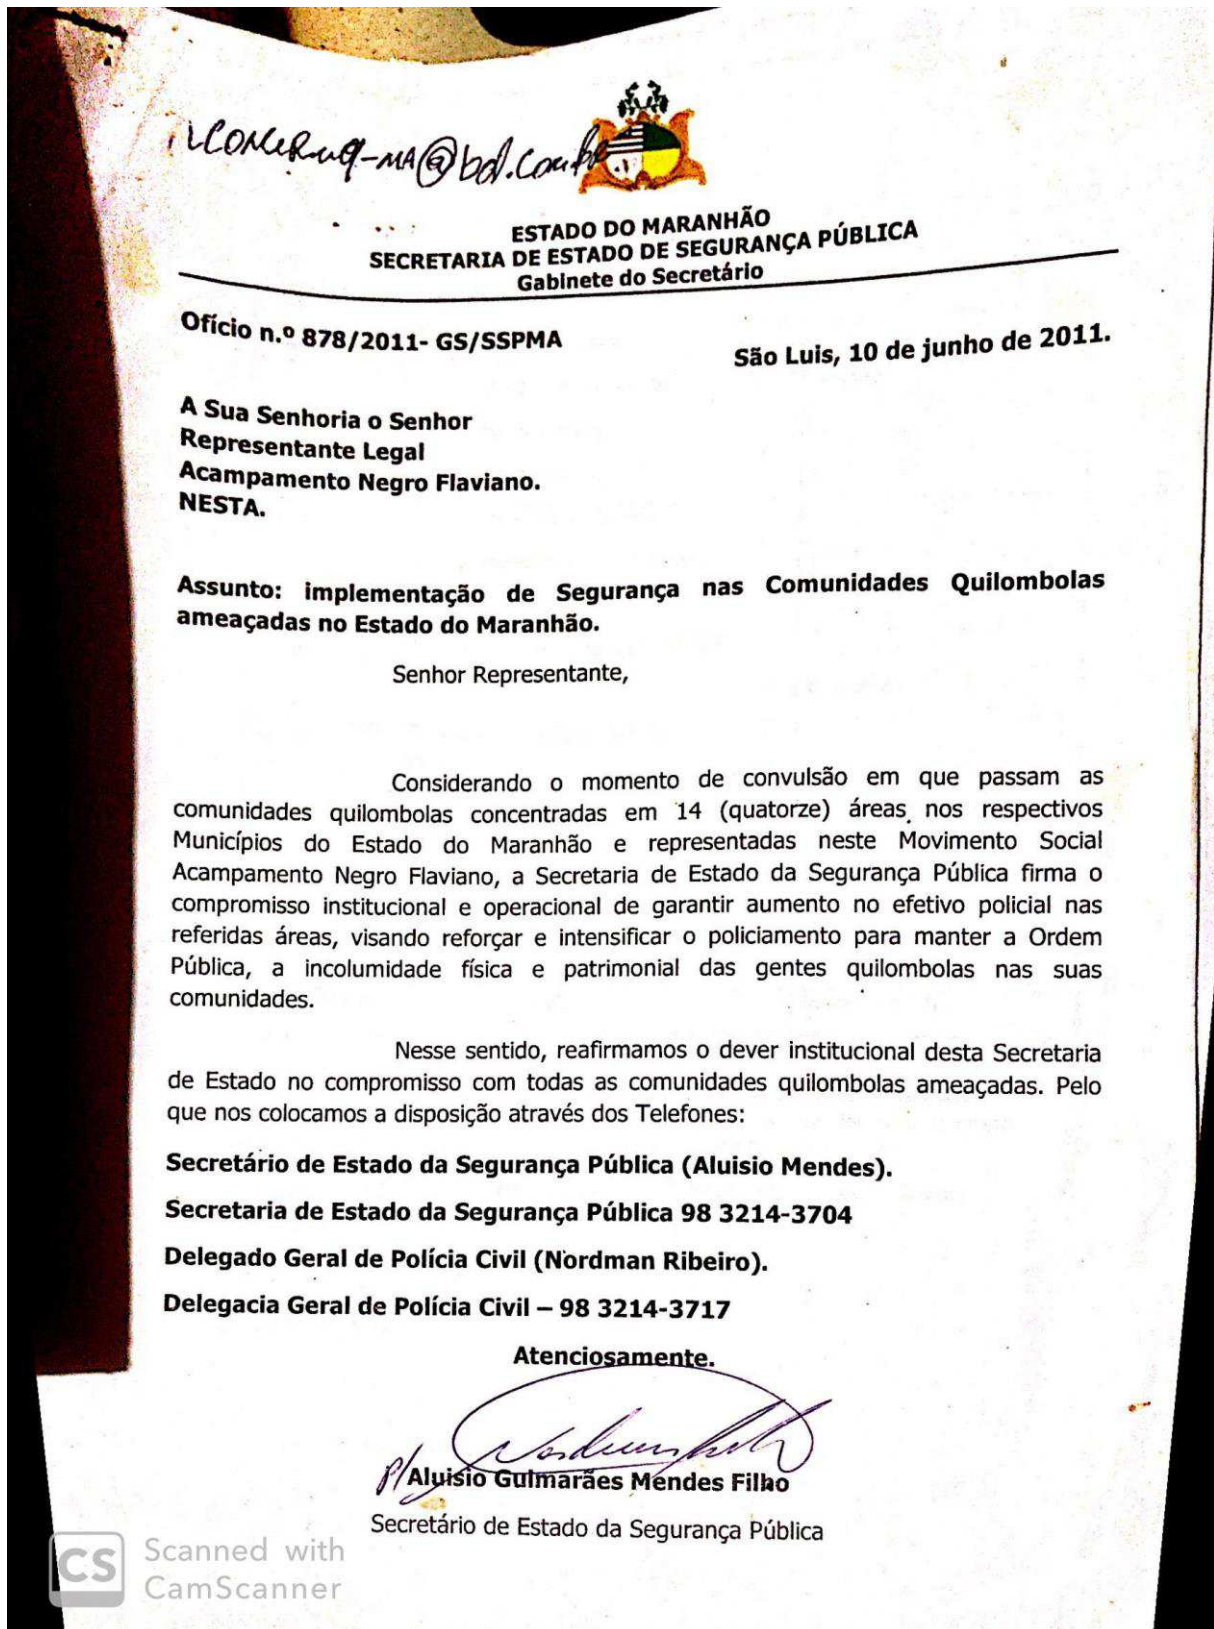 ESTADO DO MARANHÃO
SECRETARIA DE ESTADO DE SEGURANÇA PÚBLICA
Gabinete do Secretário
Ofício n.º 878/2011- GS/SSPMA
São Luis, 10 de junho de 2011.
A Sua Senhoria o Senhor
Representante Legal
Acampamento Negro Flaviano.
NESTA.
Assunto: implementação de Segurança nas Comunidades Quilombolas
ameaçadas no Estado do Maranhão.
Senhor Representante,
Considerando o momento de convulsão em que passam as
comunidades quilombolas concentradas em 14 (quatorze) áreas nos respectivos
Municípios do Estado do Maranhão e representadas neste Movimento Social
Acampamento Negro Flaviano, a Secretaria de Estado da Segurança Pública firma o
compromisso institucional e operacional de garantir aumento no efetivo policial nas
referidas áreas, visando reforçar e intensificar o policiamento para manter a Ordem
Pública, a incolumidade física e patrimonial das gentes quilombolas nas suas
comunidades.
Nesse sentido, reafirmamos o dever institucional desta Secretaria
de Estado no compromisso com todas as comunidades quilombolas ameaçadas. Pelo
que nos colocamos a disposição através dos Telefones:
Secretário de Estado da Segurança Pública (Aluisio Mendes).
Secretaria de Estado da Segurança Pública 98 3214-3704
Delegado Geral de Polícia Civil (Nordman Ribeiro).
Delegacia Geral de Polícia Civil – 98 3214-3717
Atenciosamente.
p/ Aluisio Guimarães Mendes Filho
Secretário de Estado da Segurança Pública
CS Scanned with
CamScanner